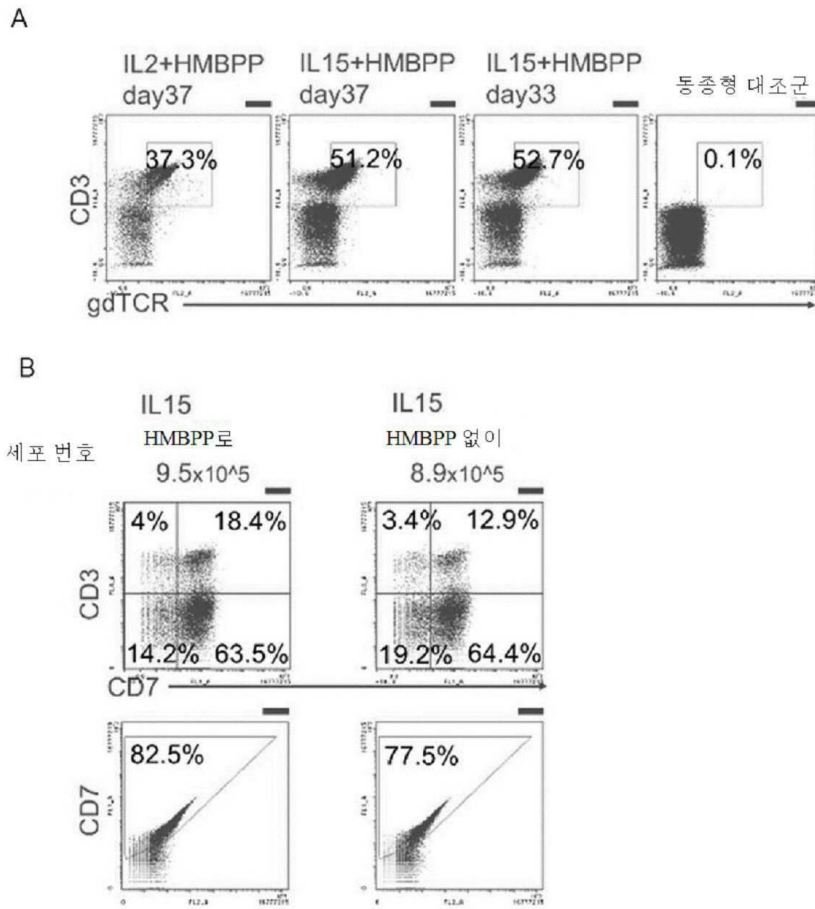 A
IL2+HMBPP IL15+HMBPP IL15+HMBPP 동종형 대조군
day37 day37 day33
37.3% 51.2% 52.7% 0.1%
CD3
gdTCR
B
IL15 IL15
HMBPP로 HMBPP 없이
세포 번호
9.5x10^5 8.9x10^5
4% 18.4% 3.4% 12.9%
CD3
14.2% 63.5% 19.2% 64.4%
CD7
82.5% 77.5%
CD7